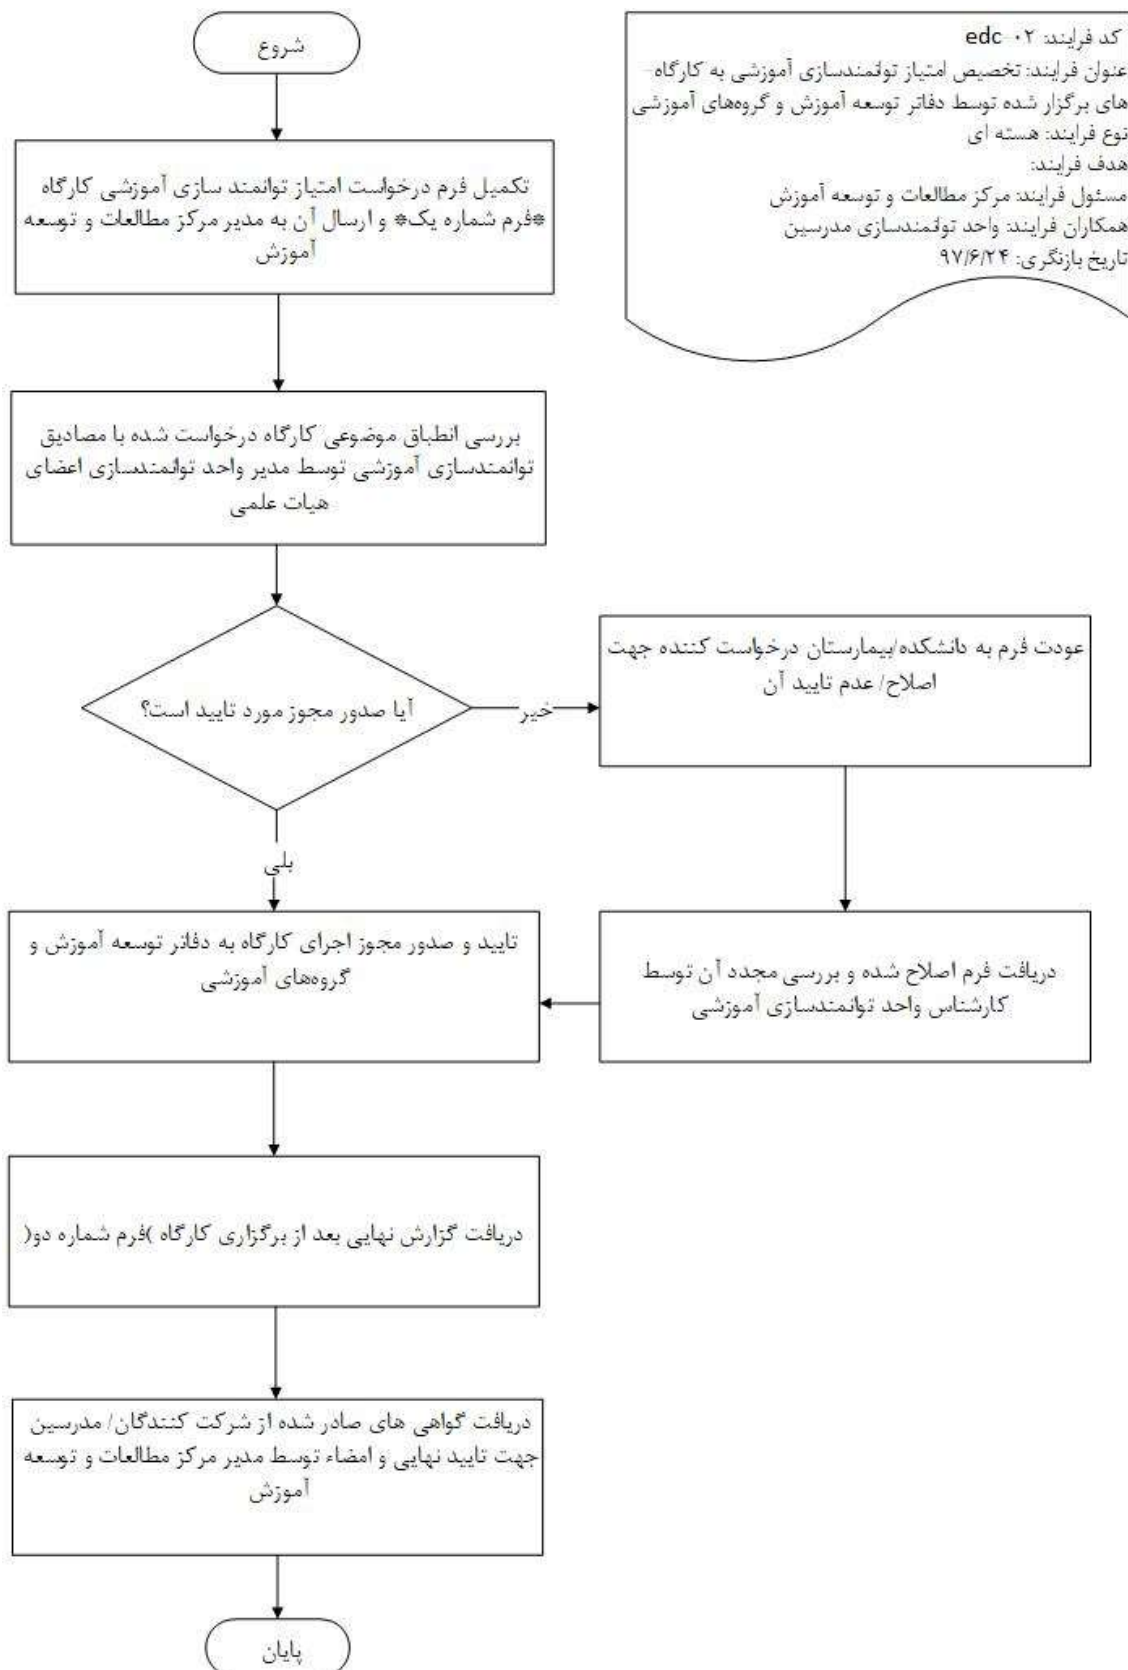 شروع
کد فرایند: edc-۰۲
عنوان فرایند: تخصیص امتیاز توانمندسازی آموزشی به کارگاه-
های برگزار شده توسط دفاتر توسعه آموزش و گروه‌های آموزشی
نوع فرایند: هسته ای
هدف فرایند:
مسئول فرایند: مرکز مطالعات و توسعه آموزش
همکاران فرایند: واحد توانمندسازی مدرسین
تاریخ بازنگری: ۹۷/۶/۲۴
تکمیل فرم درخواست امتیاز توانمند سازی آموزشی کارگاه
*فرم شماره یک* و ارسال آن به مدیر مرکز مطالعات و توسعه
آموزش
بررسی انطباق موضوعی کارگاه درخواست شده با مصادیق
توانمندسازی آموزشی توسط مدیر واحد توانمندسازی اعضای
هیات علمی
آیا صدور مجوز مورد تایید است؟
خیر
عودت فرم به دانشکده/بیمارستان درخواست کننده جهت
اصلاح/ عدم تایید آن
بلی
تایید و صدور مجوز اجرای کارگاه به دفاتر توسعه آموزش و
گروه‌های آموزشی
دریافت فرم اصلاح شده و بررسی مجدد آن توسط
کارشناس واحد توانمندسازی آموزشی
دریافت گزارش نهایی بعد از برگزاری کارگاه )فرم شماره دو(
دریافت گواهی های صادر شده از شرکت کنندگان/ مدرسین
جهت تایید نهایی و امضاء توسط مدیر مرکز مطالعات و توسعه
آموزش
پایان